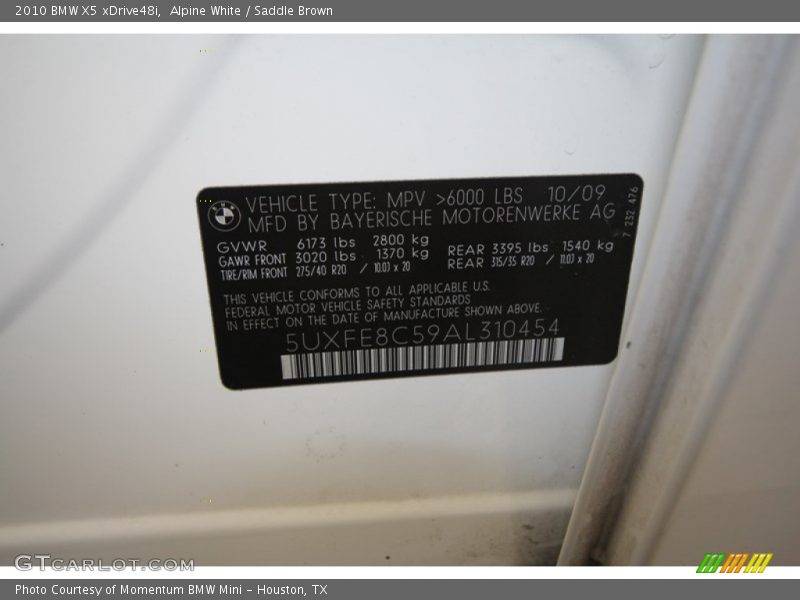 2010 BMW X5 xDrive48i,  Alpine White / Saddle Brown
VEHICLE TYPE: MPV >6000 LBS 10/09
MFD BY BAYERISCHE MOTORENWERKE AG
7 232 476
GVWR 6173 lbs 2800 kg
GAWR FRONT 3020 lbs 1370 kg REAR 3395 lbs 1540 kg
TIRE/RIM FRONT 275/40 R20 / 10.0J x 20 REAR 315/35 R20 / 11.0J x 20
THIS VEHICLE CONFORMS TO ALL APPLICABLE U.S.
FEDERAL MOTOR VEHICLE SAFETY STANDARDS
IN EFFECT ON THE DATE OF MANUFACTURE SHOWN ABOVE.
5UXFE8C59AL310454
GTCARLOT.COM
Photo Courtesy of Momentum BMW Mini - Houston, TX